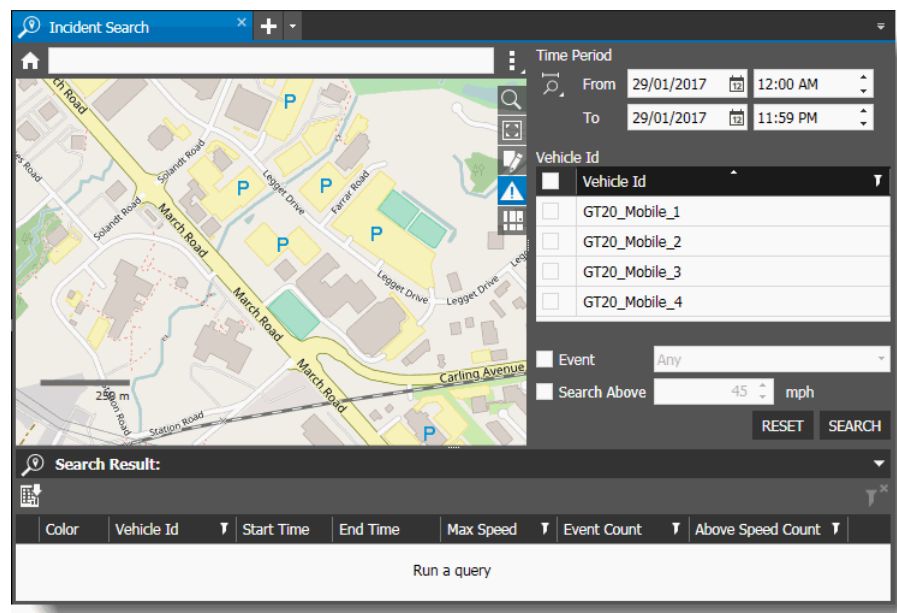 Incident Search
Time Period
From 29/01/2017 12 12:00 AM
To 29/01/2017 12 11:59 PM
Vehicle Id
Vehicle Id
GT20_Mobile_1
GT20_Mobile_2
GT20_Mobile_3
GT20_Mobile_4
Event Any
Search Above 45 mph
RESET SEARCH
Road
P
Solandt Road
Legget Drive
P
P
Farrar Road
Road
Solandt Road
March Road
P
P
Legget Drive
Legget Drive
March Road
March Road
Carling Avenue
Station Road
P
Search Result:
Color Vehicle Id Start Time End Time Max Speed Event Count Above Speed Count
Run a query